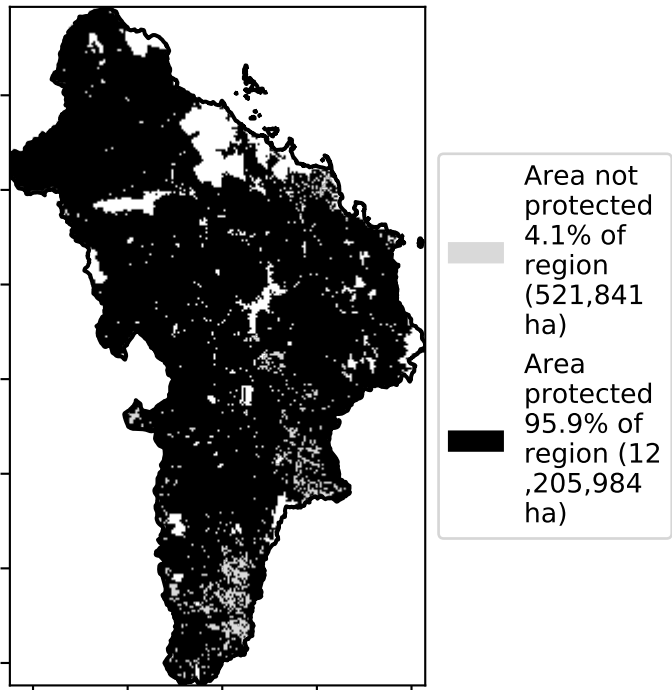 Area not
protected
4.1% of
region
(521,841
ha)
Area
protected
95.9% of
region (12
,205,984
ha)